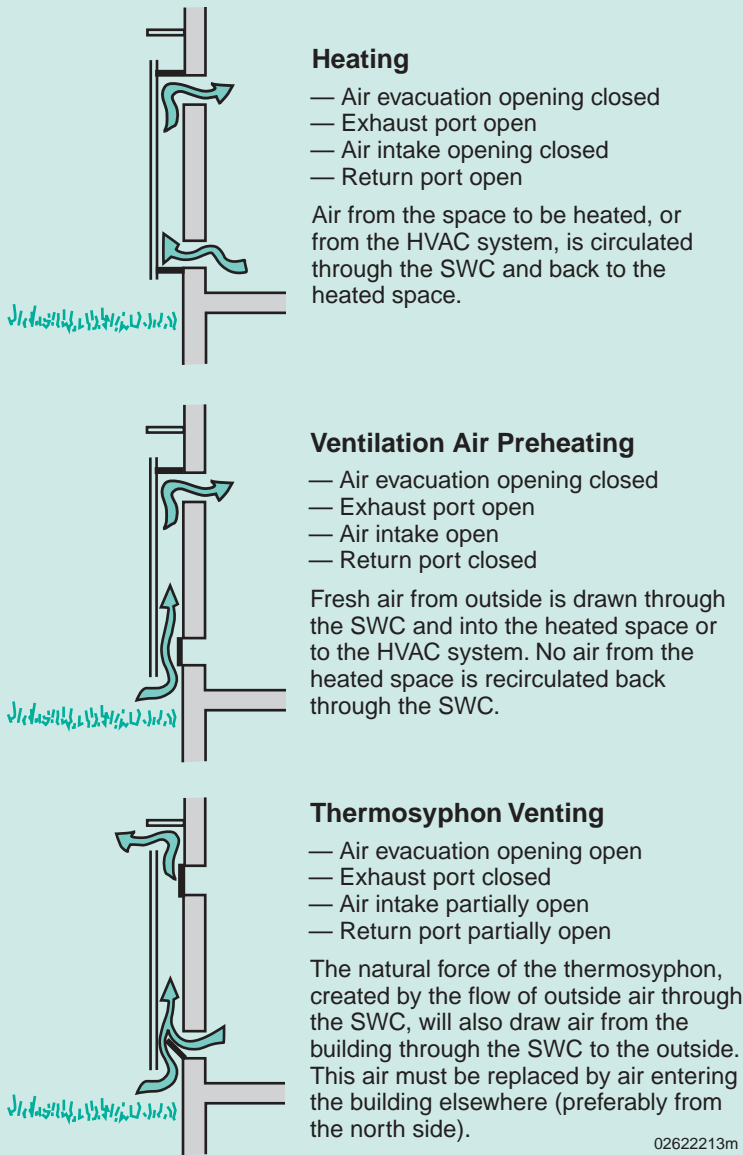 Heating
— Air evacuation opening closed
— Exhaust port open
— Air intake opening closed
— Return port open
Air from the space to be heated, or
from the HVAC system, is circulated
through the SWC and back to the
heated space.
Ventilation Air Preheating
— Air evacuation opening closed
— Exhaust port open
— Air intake open
— Return port closed
Fresh air from outside is drawn through
the SWC and into the heated space or
to the HVAC system. No air from the
heated space is recirculated back
through the SWC.
Thermosyphon Venting
— Air evacuation opening open
— Exhaust port closed
— Air intake partially open
— Return port partially open
The natural force of the thermosyphon,
created by the flow of outside air through
the SWC, will also draw air from the
building through the SWC to the outside.
This air must be replaced by air entering
the building elsewhere (preferably from
the north side).
02622213m